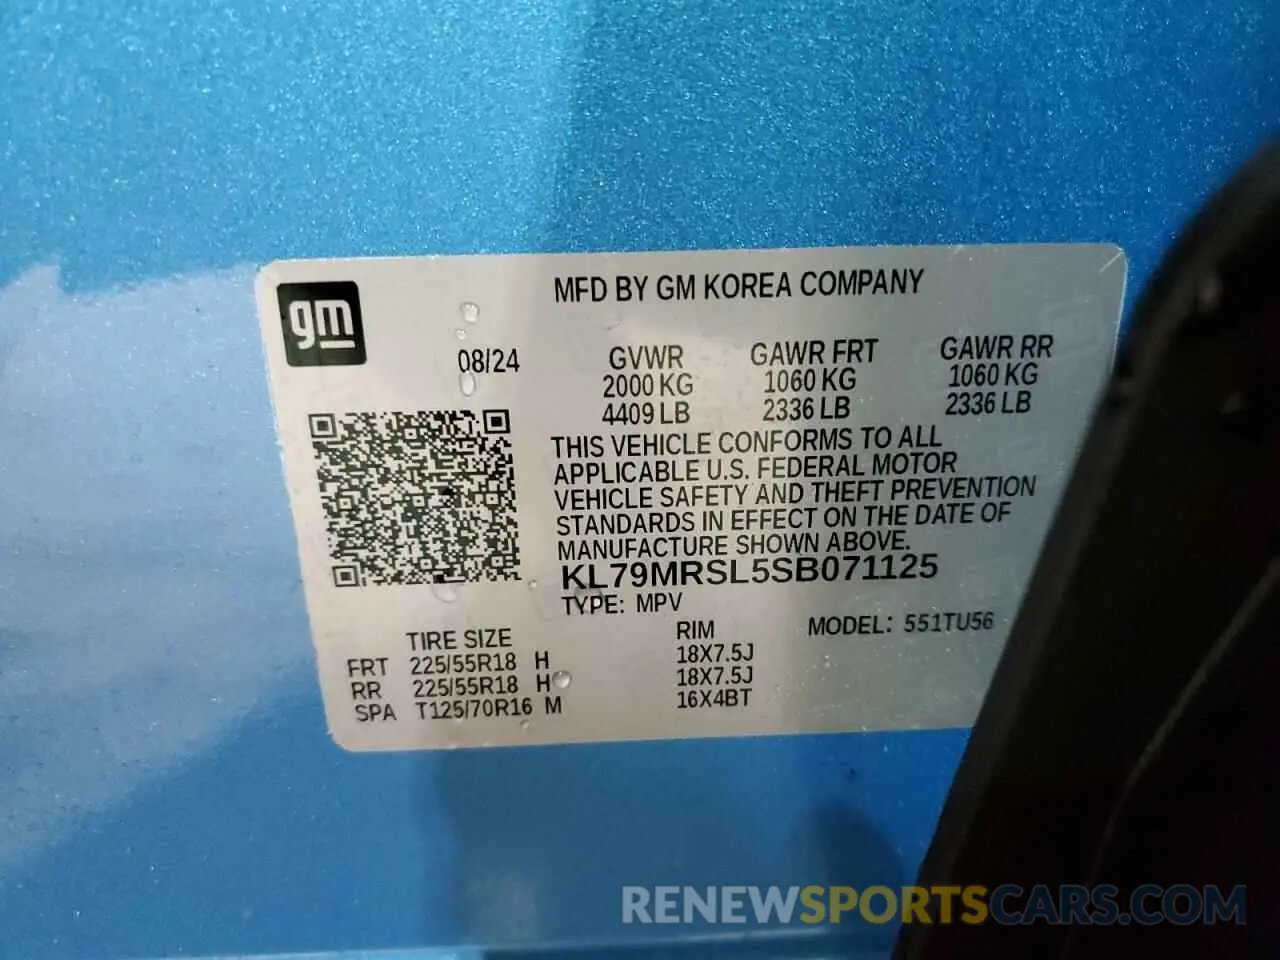 gm
MFD BY GM KOREA COMPANY
08/24
GVWR GAWR FRT GAWR RR
2000 KG 1060 KG 1060 KG
4409 LB 2336 LB 2336 LB
THIS VEHICLE CONFORMS TO ALL
APPLICABLE U.S. FEDERAL MOTOR
VEHICLE SAFETY AND THEFT PREVENTION
STANDARDS IN EFFECT ON THE DATE OF
MANUFACTURE SHOWN ABOVE.
KL79MRSL5SB071125
TYPE: MPV
MODEL: 551TU56
TIRE SIZE RIM
FRT 225/55R18 H 18X7.5J
RR 225/55R18 H 18X7.5J
SPA T125/70R16 M 16X4BT
RENEWSPORTSCARS.COM